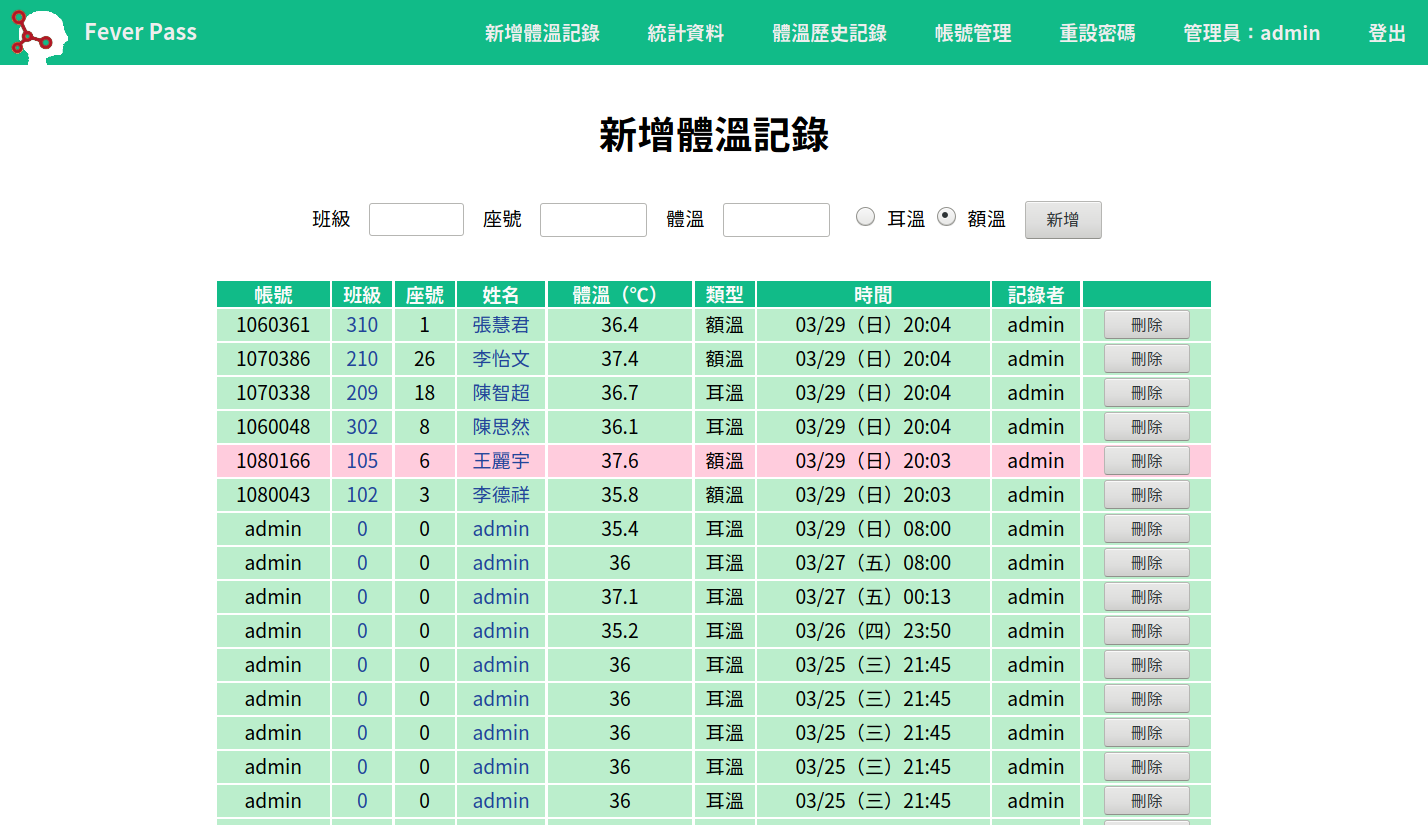 Fever Pass 新增體溫記錄 統計資料 體溫歷史記錄 帳號管理 重設密碼 管理員：admin 登出
新增體溫記錄
班級 座號 體溫 耳溫 額溫 新增
帳號 班級 座號 姓名 體溫（℃） 類型 時間 記錄者
1060361 310 1 張慧君 36.4 額溫 03/29（日）20:04 admin 刪除
1070386 210 26 李怡文 37.4 額溫 03/29（日）20:04 admin 刪除
1070338 209 18 陳智超 36.7 耳溫 03/29（日）20:04 admin 刪除
1060048 302 8 陳思然 36.1 耳溫 03/29（日）20:04 admin 刪除
1080166 105 6 王麗宇 37.6 額溫 03/29（日）20:03 admin 刪除
1080043 102 3 李德祥 35.8 額溫 03/29（日）20:03 admin 刪除
admin 0 0 admin 35.4 耳溫 03/29（日）08:00 admin 刪除
admin 0 0 admin 36 耳溫 03/27（五）08:00 admin 刪除
admin 0 0 admin 37.1 耳溫 03/27（五）00:13 admin 刪除
admin 0 0 admin 35.2 耳溫 03/26（四）23:50 admin 刪除
admin 0 0 admin 36 耳溫 03/25（三）21:45 admin 刪除
admin 0 0 admin 36 耳溫 03/25（三）21:45 admin 刪除
admin 0 0 admin 36 耳溫 03/25（三）21:45 admin 刪除
admin 0 0 admin 36 耳溫 03/25（三）21:45 admin 刪除
admin 0 0 admin 36 耳溫 03/25（三）21:45 admin 刪除